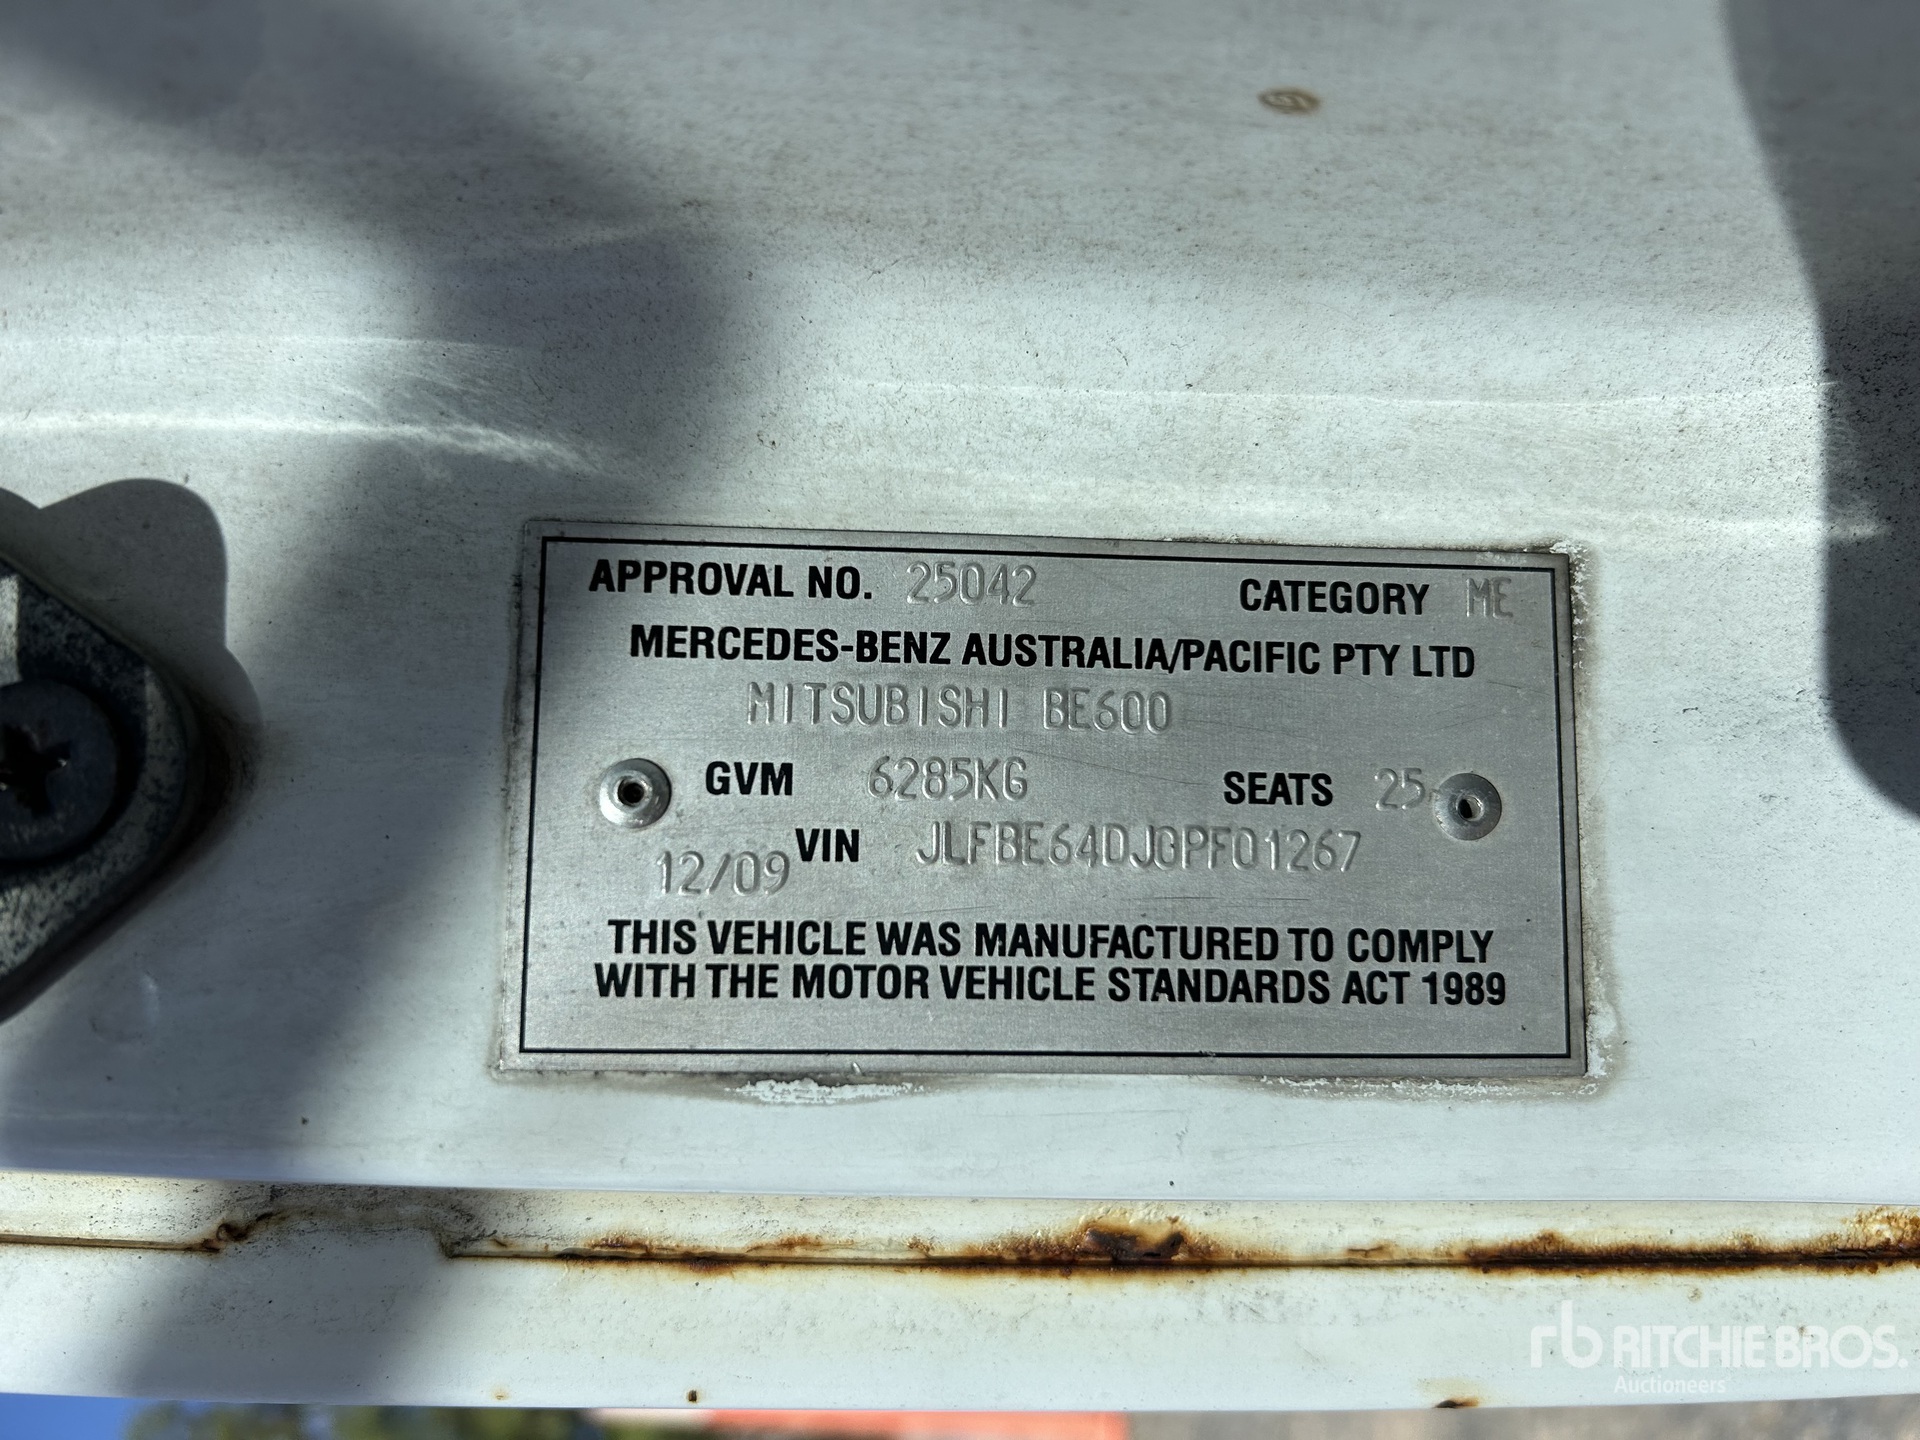 APPROVAL NO. 25042 CATEGORY ME
MERCEDES-BENZ AUSTRALIA/PACIFIC PTY LTD
MITSUBISHI BE600
GVM 6285KG SEATS 25
12/09 VIN JLFBE64DJ0PF01267
THIS VEHICLE WAS MANUFACTURED TO COMPLY
WITH THE MOTOR VEHICLE STANDARDS ACT 1989
rb RITCHIE BROS.
Auctioneers